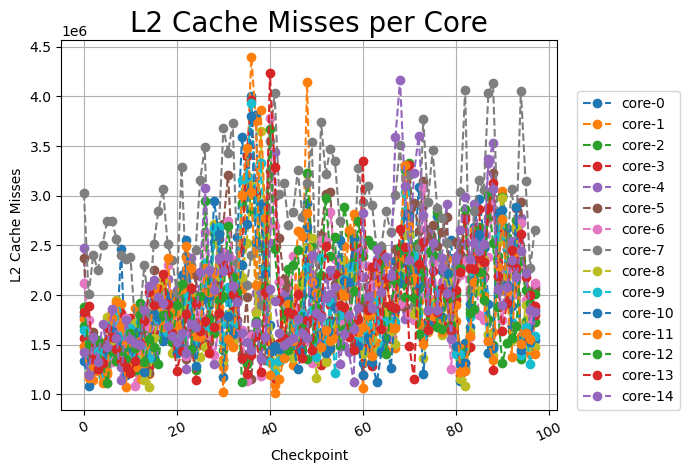 L2 Cache Misses per Core
1e6
4.5
4.0
3.5
3.0
2.5
2.0
1.5
1.0
L2 Cache Misses
0
20
40
60
80
100
Checkpoint
core-0
core-1
core-2
core-3
core-4
core-5
core-6
core-7
core-8
core-9
core-10
core-11
core-12
core-13
core-14